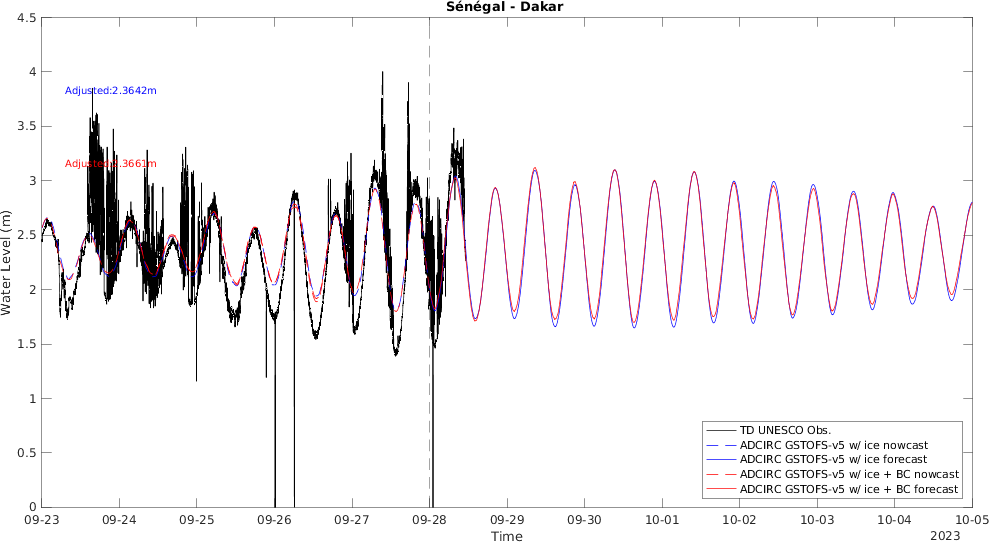 Sénégal - Dakar
4.5
4
3.5
3
2.5
2
1.5
1
0.5
0
Water Level (m)
Adjusted:2.3642m
Adjusted:2.3661m
TD UNESCO Obs.
ADCIRC GSTOFS-v5 w/ ice nowcast
ADCIRC GSTOFS-v5 w/ ice forecast
ADCIRC GSTOFS-v5 w/ ice + BC nowcast
ADCIRC GSTOFS-v5 w/ ice + BC forecast
09-23 09-24 09-25 09-26 09-27 09-28 09-29 09-30 10-01 10-02 10-03 10-04 10-05
Time
2023